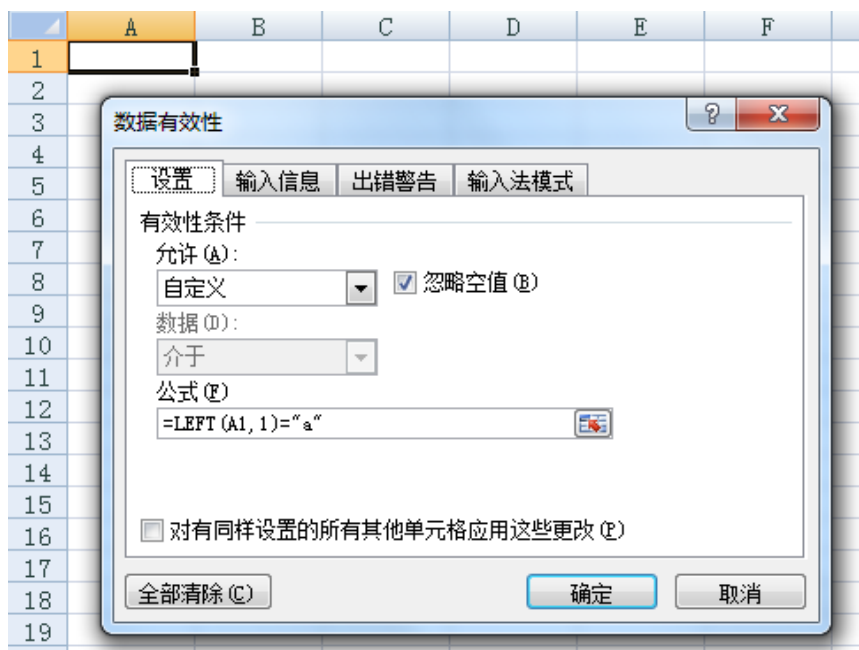 A B C D E F
1
2
3
数据有效性
4
5
设置 输入信息 出错警告 输入法模式
6
有效性条件
7
允许(A):
8
自定义 忽略空值(B)
9
数据(D):
10
介于
11
公式(F)
12
=LEFT(A1,1)="a"
13
14
15
16
对有同样设置的所有其他单元格应用这些更改(P)
17
18
全部清除(C) 确定 取消
19